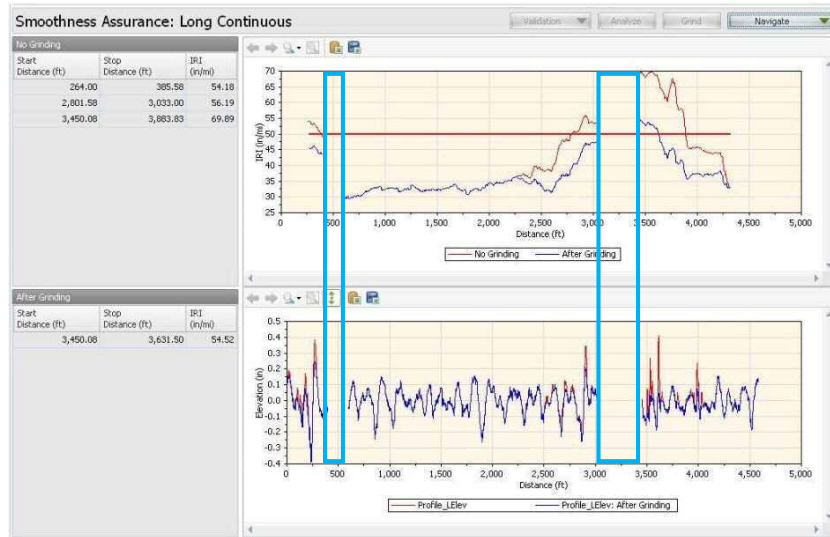 Smoothness Assurance: Long Continuous
Validation Analyze Grind Navigate
No Grinding
Start Distance (ft) Stop Distance (ft) IRI (in/mi)
264.00 385.58 54.18
2,801.58 3,033.00 56.19
3,450.08 3,883.83 69.89
70
65
60
55
50
45
40
35
30
25
IRI (in/mi)
0 500 1,000 1,500 2,000 2,500 3,000 3,500 4,000 4,500 5,000
Distance (ft)
No Grinding After Grinding
After Grinding
Start Distance (ft) Stop Distance (ft) IRI (in/mi)
3,450.08 3,631.50 54.52
0.5
0.4
0.3
0.2
0.1
0.0
-0.1
-0.2
-0.3
-0.4
Elevation (in)
0 500 1,000 1,500 2,000 2,500 3,000 3,500 4,000 4,500 5,000
Distance (ft)
Profile_LElev Profile_LElev: After Grinding